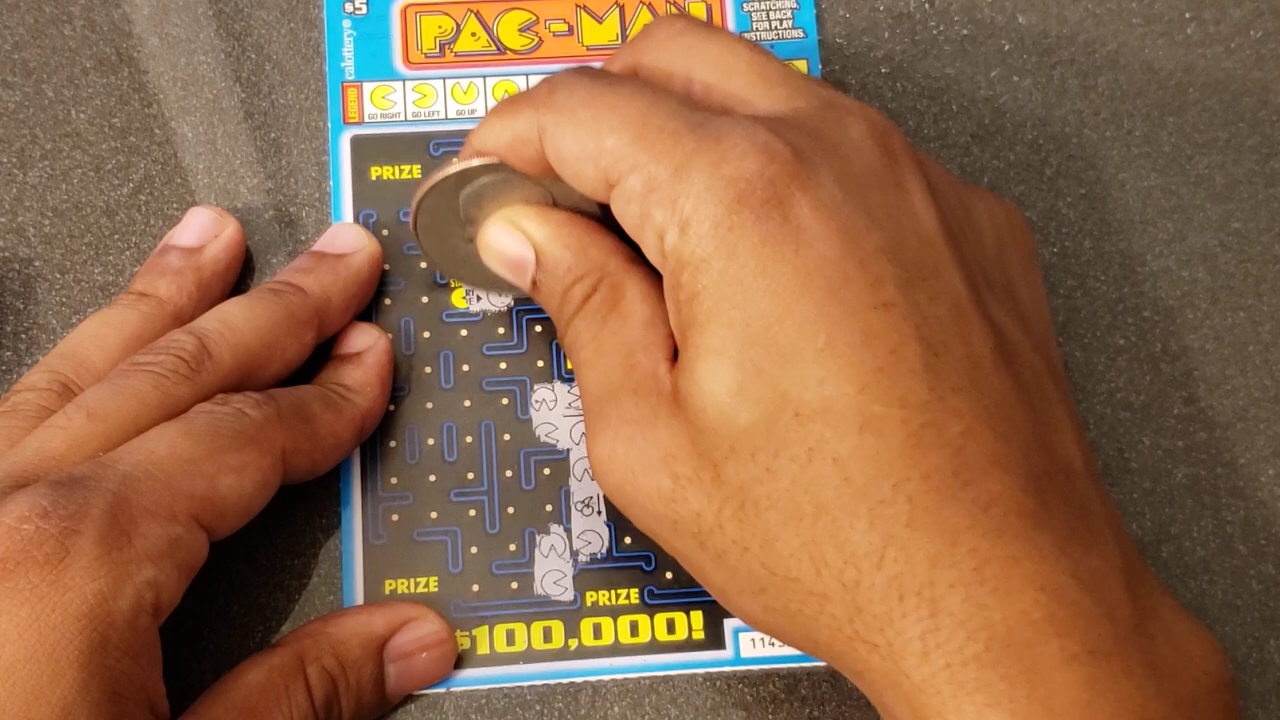 $5
PAC-MAN
SCRATCHING,
SEE BACK
FOR PLAY
INSTRUCTIONS.
calottery®
LEGEND
GO RIGHT
GO LEFT
GO UP
PRIZE
PRIZE
PRIZE
$100,000!